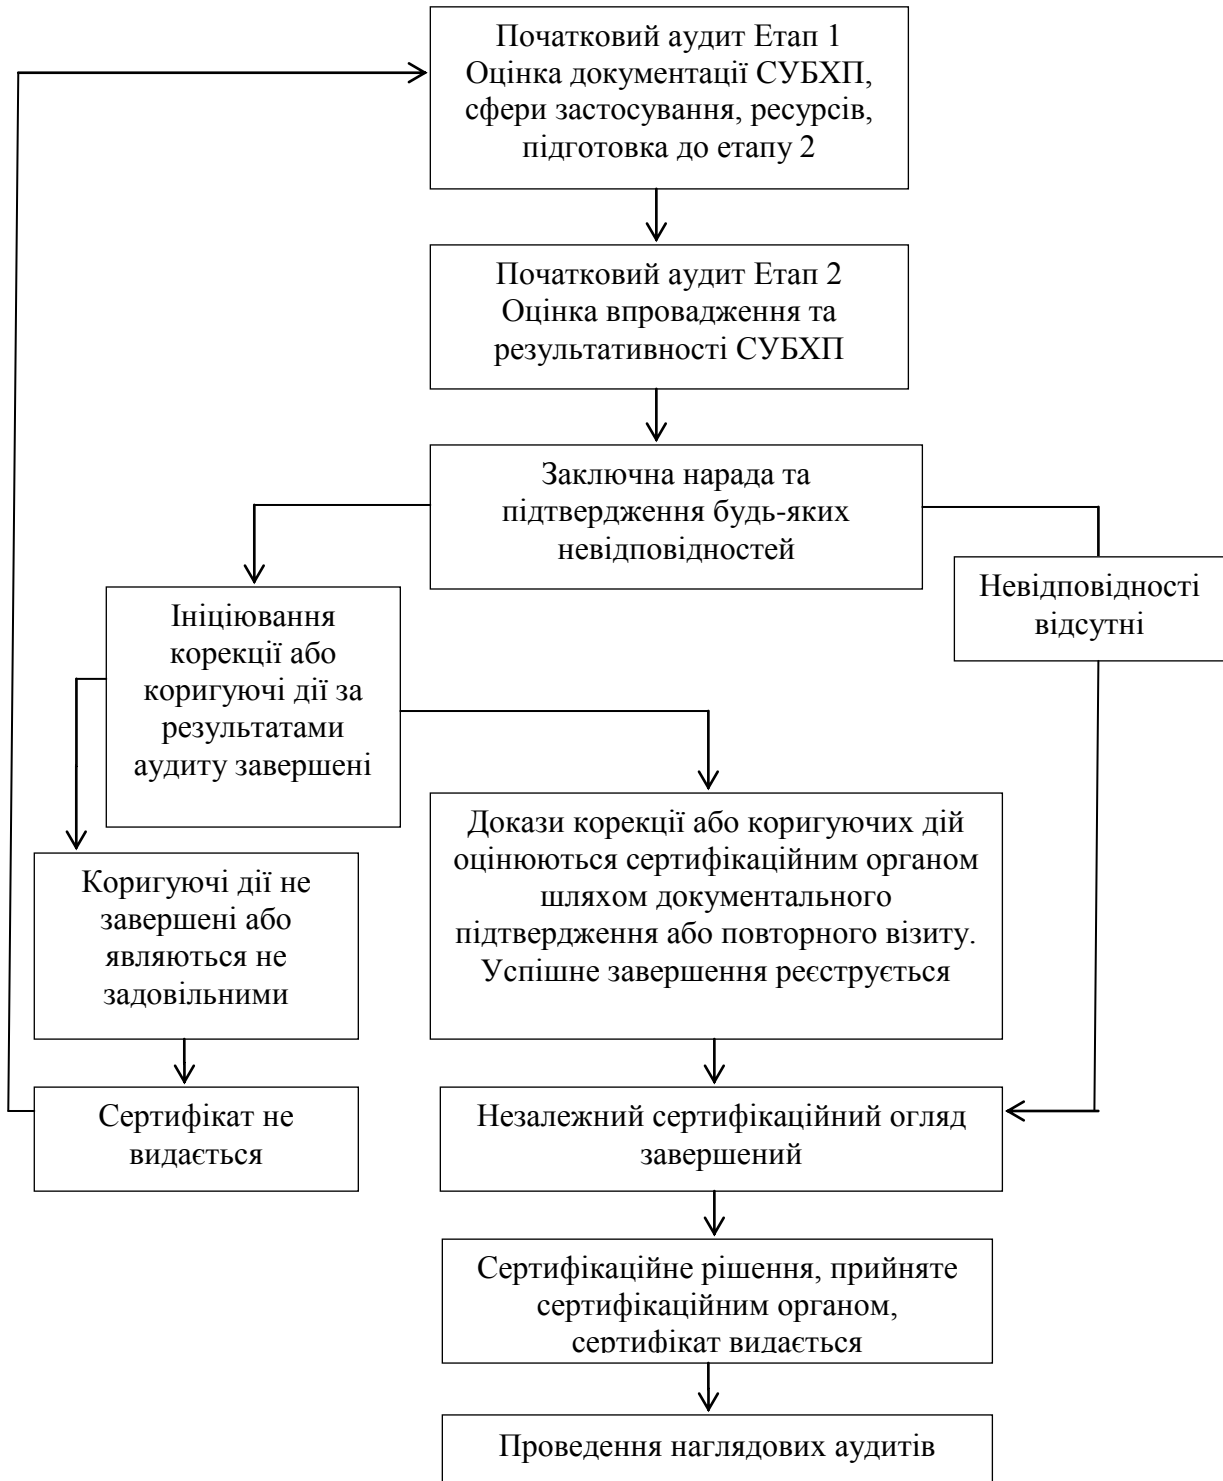 Початковий аудит Етап 1
Оцінка документації СУБХП,
сфери застосування, ресурсів,
підготовка до етапу 2
Початковий аудит Етап 2
Оцінка впровадження та
результативності СУБХП
Заключна нарада та
підтвердження будь-яких
невідповідностей
Невідповідності
відсутні
Ініціювання
корекції або
коригуючі дії за
результатами
аудиту завершені
Докази корекції або коригуючих дій
оцінюються сертифікаційним органом
шляхом документального
підтвердження або повторного візиту.
Успішне завершення реєструється
Коригуючі дії не
завершені або
являються не
задовільними
Сертифікат не
видається
Незалежний сертифікаційний огляд
завершений
Сертифікаційне рішення, прийняте
сертифікаційним органом,
сертифікат видається
Проведення наглядових аудитів